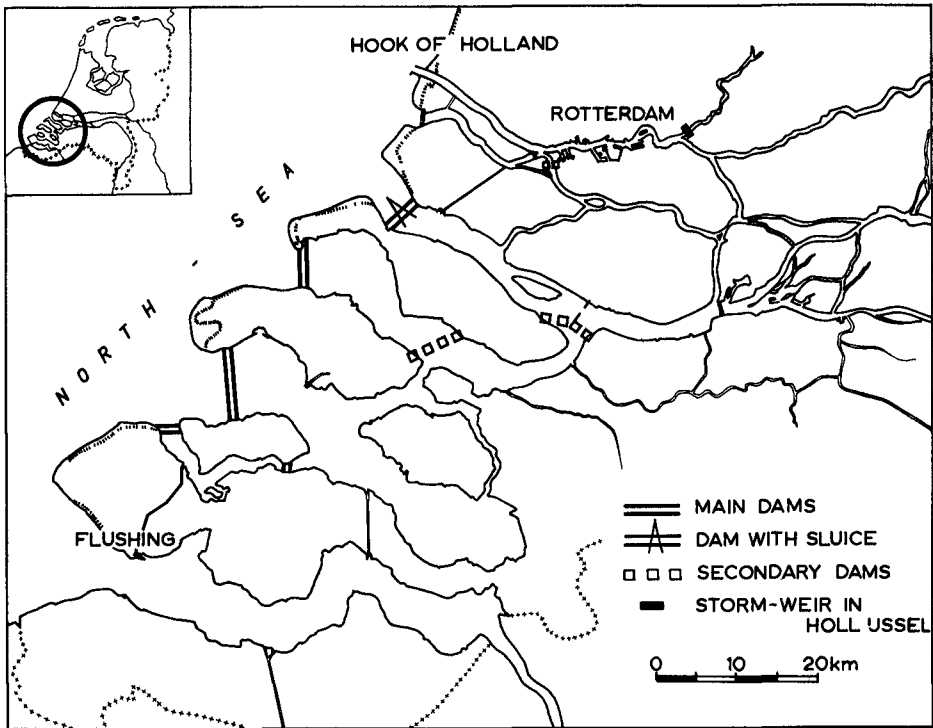 HOOK OF HOLLAND
ROTTERDAM
NORTH - SEA
FLUSHING
MAIN DAMS
DAM WITH SLUICE
SECONDARY DAMS
STORM-WEIR IN
HOLL USSEL
0 10 20km